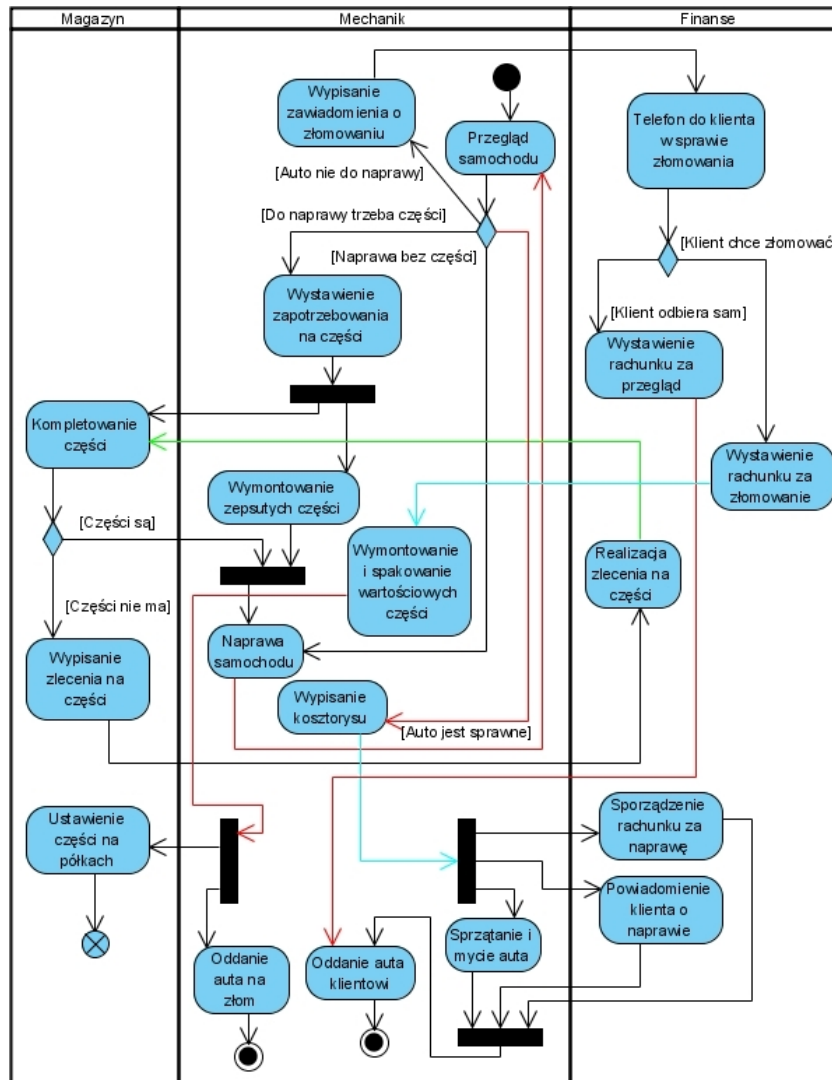 Magazyn
Mechanik
Finanse
Wypisanie
zawiadomienia o
złomowaniu
Przegląd
samochodu
Telefon do klienta
w sprawie
złomowania
[Auto nie do naprawy]
[Do naprawy trzeba części]
[Naprawa bez części]
[Klient chce złomować]
Wystawienie
zapotrzebowania
na części
[Klient odbiera sam]
Wystawienie
rachunku za
przegląd
Kompletowanie
części
Wymontowanie
zepsutych części
Wystawienie
rachunku za
złomowanie
[Części są]
Wymontowanie
i spakowanie
wartościowych
części
Realizacja
zlecenia na
części
[Części nie ma]
Wypisanie
zlecenia na
części
Naprawa
samochodu
Wypisanie
kosztorysu
[Auto jest sprawne]
Ustawienie
części na
półkach
Sporządzenie
rachunku za
naprawę
Powiadomienie
klienta o
naprawie
Sprzątanie i
mycie auta
Oddanie
auta na
złom
Oddanie auta
klientowi